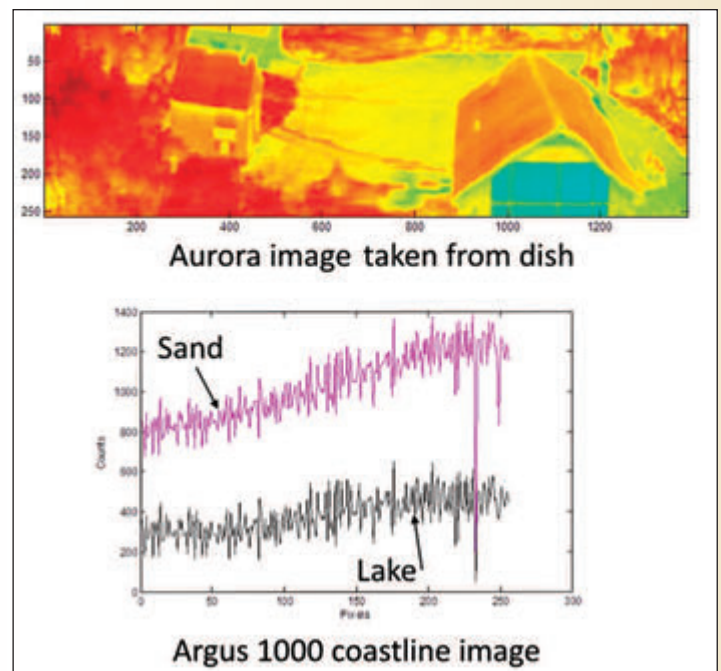 50
100
150
200
250
200 400 600 800 1000 1200
Aurora image taken from dish
1400
1200
1000
800
600
400
200
0
Counts
Sand
Lake
0 50 100 150 200 250 300
Pixels
Argus 1000 coastline image